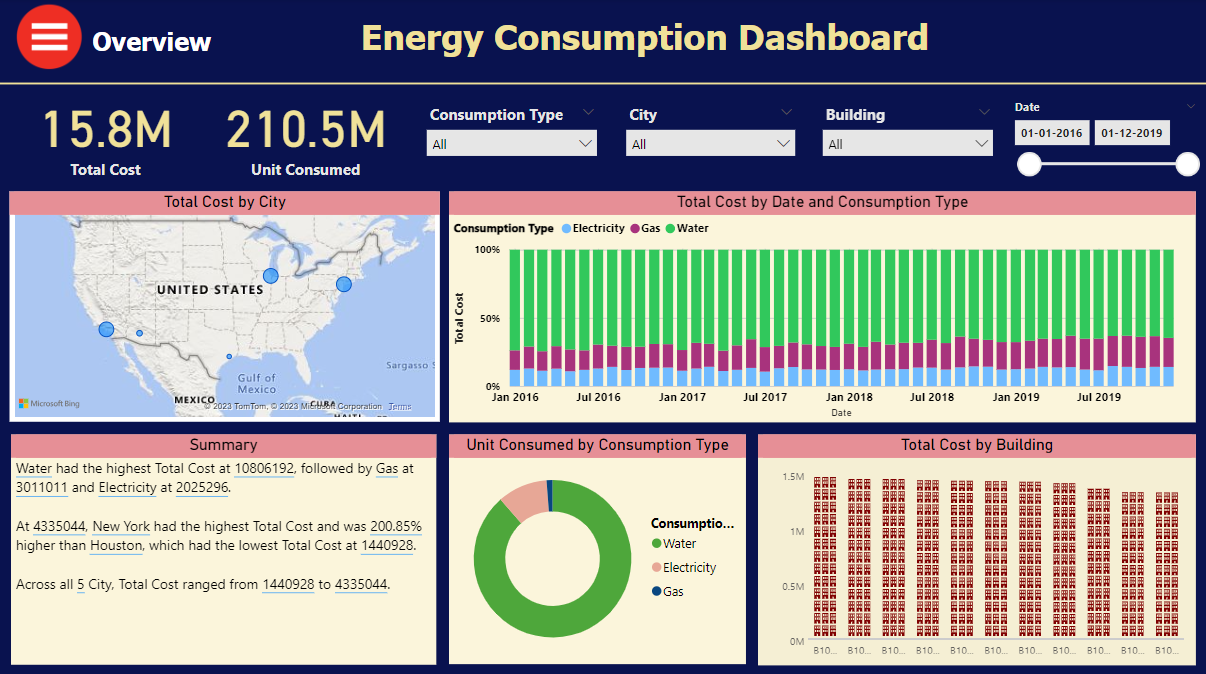 Overview
Energy Consumption Dashboard
15.8M
Total Cost
210.5M
Unit Consumed
Consumption Type
All
City
All
Building
All
Date
01-01-2016
01-12-2019
Total Cost by City
UNITED STATES
MEXICO
Gulf of
Mexico
CUBA
Sargasso S
Microsoft Bing
© 2023 TomTom, © 2023 Microsoft Corporation Terms
Total Cost by Date and Consumption Type
Consumption Type Electricity Gas Water
Total Cost
100%
50%
0%
Jan 2016 Jul 2016 Jan 2017 Jul 2017 Jan 2018 Jul 2018 Jan 2019 Jul 2019
Date
Summary
Water had the highest Total Cost at 10806192, followed by Gas at
3011011 and Electricity at 2025296.
At 4335044, New York had the highest Total Cost and was 200.85%
higher than Houston, which had the lowest Total Cost at 1440928.
Across all 5 City, Total Cost ranged from 1440928 to 4335044.
Unit Consumed by Consumption Type
Consumptio...
Water
Electricity
Gas
Total Cost by Building
1.5M
1M
0.5M
0M
B10... B10... B10... B10... B10... B10... B10... B10... B10... B10... B10...